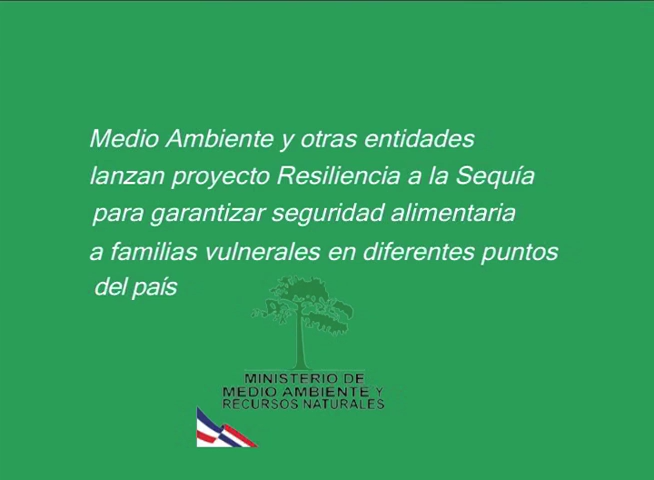 Medio Ambiente y otras entidades
lanzan proyecto Resiliencia a la Sequía
para garantizar seguridad alimentaria
a familias vulnerales en diferentes puntos
del país
MINISTERIO DE
MEDIO AMBIENTE Y
RECURSOS NATURALES